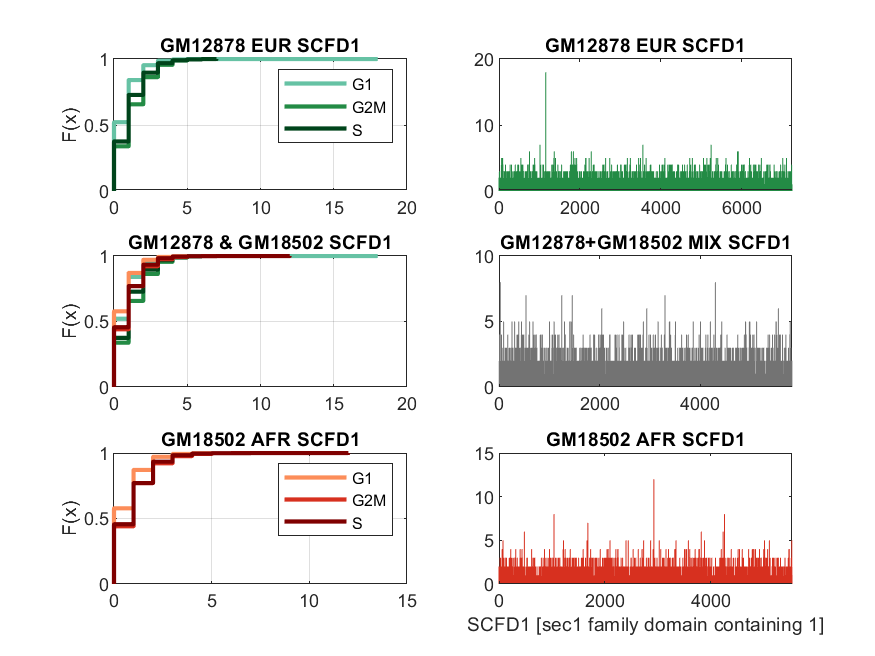 GM12878 EUR SCFD1
F(x)
1
0.5
0
0 5 10 15 20
G1
G2M
S
GM12878 EUR SCFD1
20
10
0
0 2000 4000 6000
GM12878 & GM18502 SCFD1
F(x)
1
0.5
0
0 5 10 15 20
GM12878+GM18502 MIX SCFD1
10
5
0
0 2000 4000
GM18502 AFR SCFD1
F(x)
1
0.5
0
0 5 10 15
G1
G2M
S
GM18502 AFR SCFD1
15
10
5
0
0 2000 4000
SCFD1 [sec1 family domain containing 1]